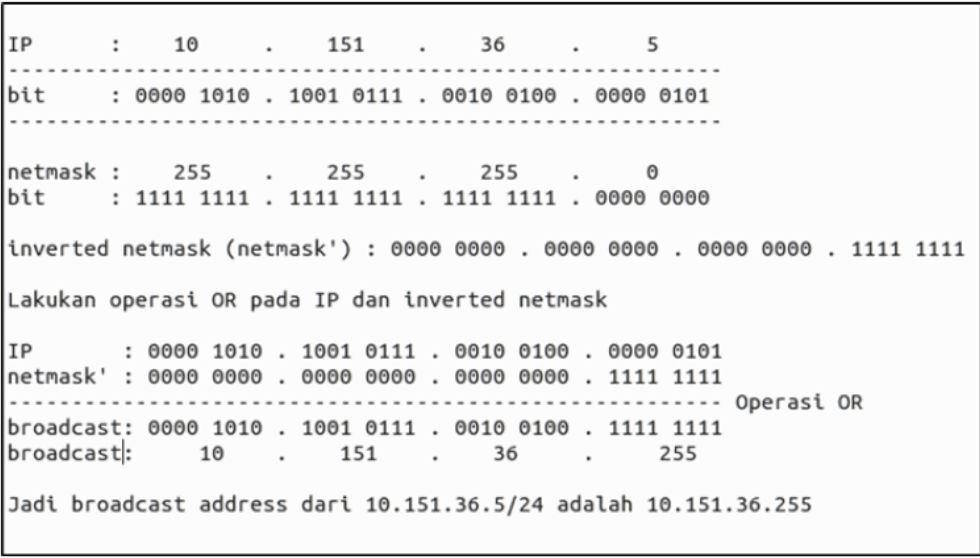 IP      :    10     .    151    .    36     .     5
--------------------------------------------------------
bit     : 0000 1010 . 1001 0111 . 0010 0100 . 0000 0101
--------------------------------------------------------
netmask :    255    .    255    .    255    .     0
bit     : 1111 1111 . 1111 1111 . 1111 1111 . 0000 0000
inverted netmask (netmask') : 0000 0000 . 0000 0000 . 0000 0000 . 1111 1111
Lakukan operasi OR pada IP dan inverted netmask
IP       : 0000 1010 . 1001 0111 . 0010 0100 . 0000 0101
netmask' : 0000 0000 . 0000 0000 . 0000 0000 . 1111 1111
-------------------------------------------------------- Operasi OR
broadcast: 0000 1010 . 1001 0111 . 0010 0100 . 1111 1111
broadcast:     10    .    151    .    36     .     255
Jadi broadcast address dari 10.151.36.5/24 adalah 10.151.36.255